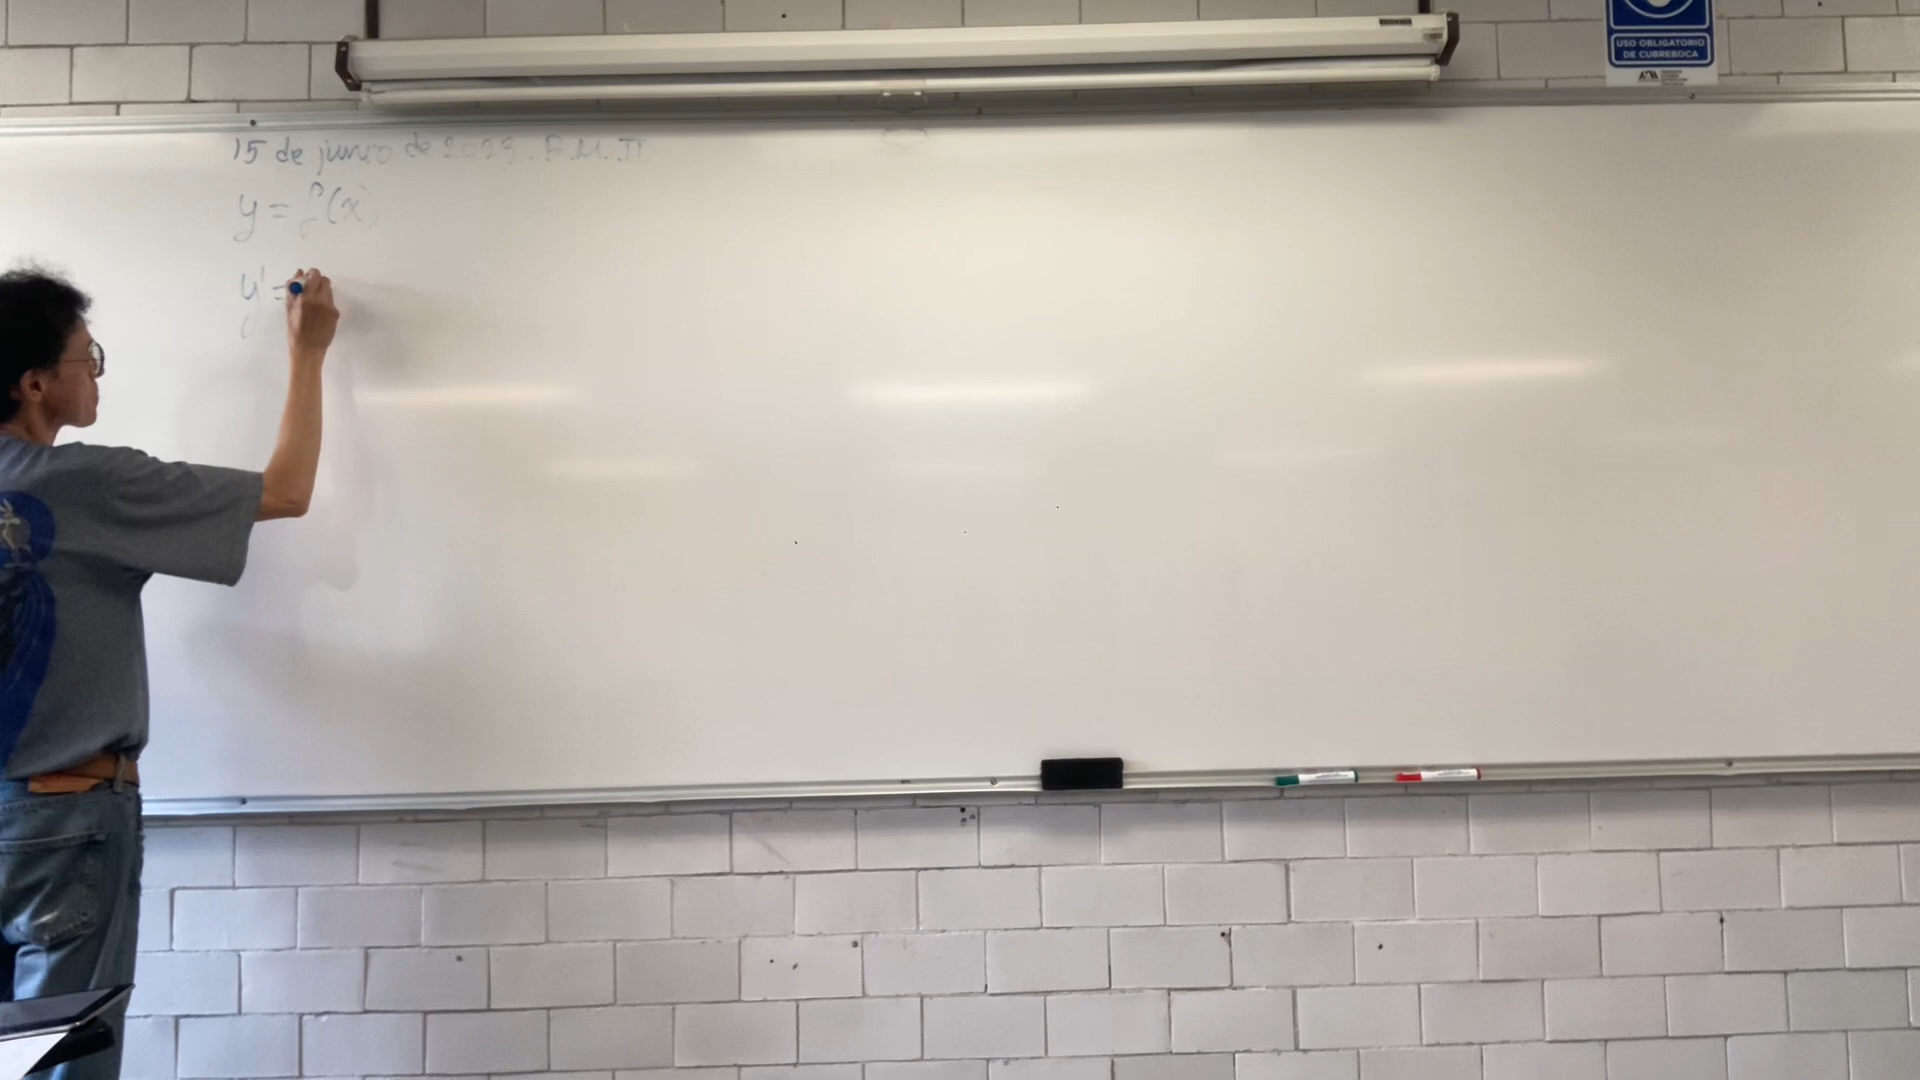 USO OBLIGATORIO
DE CUBREBOCA
15 de junio de 2023. B.M. II
y = f(x)
y' =